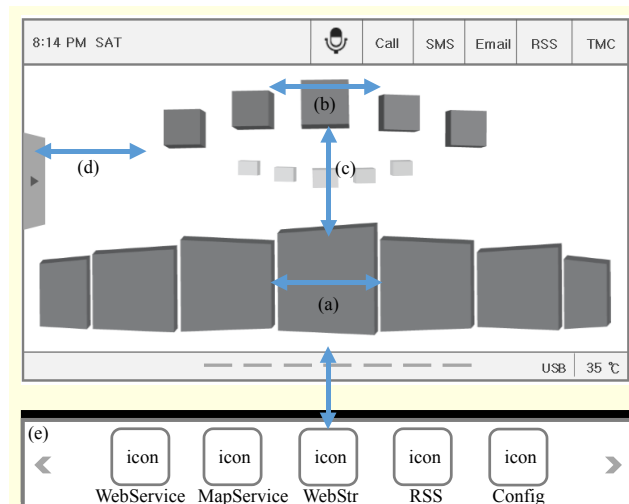 8:14 PM SAT Call SMS Email RSS TMC
(b)
(d) (c)
(a)
USB 35 ℃
(e)
icon icon icon icon icon
WebService MapService WebStr RSS Config